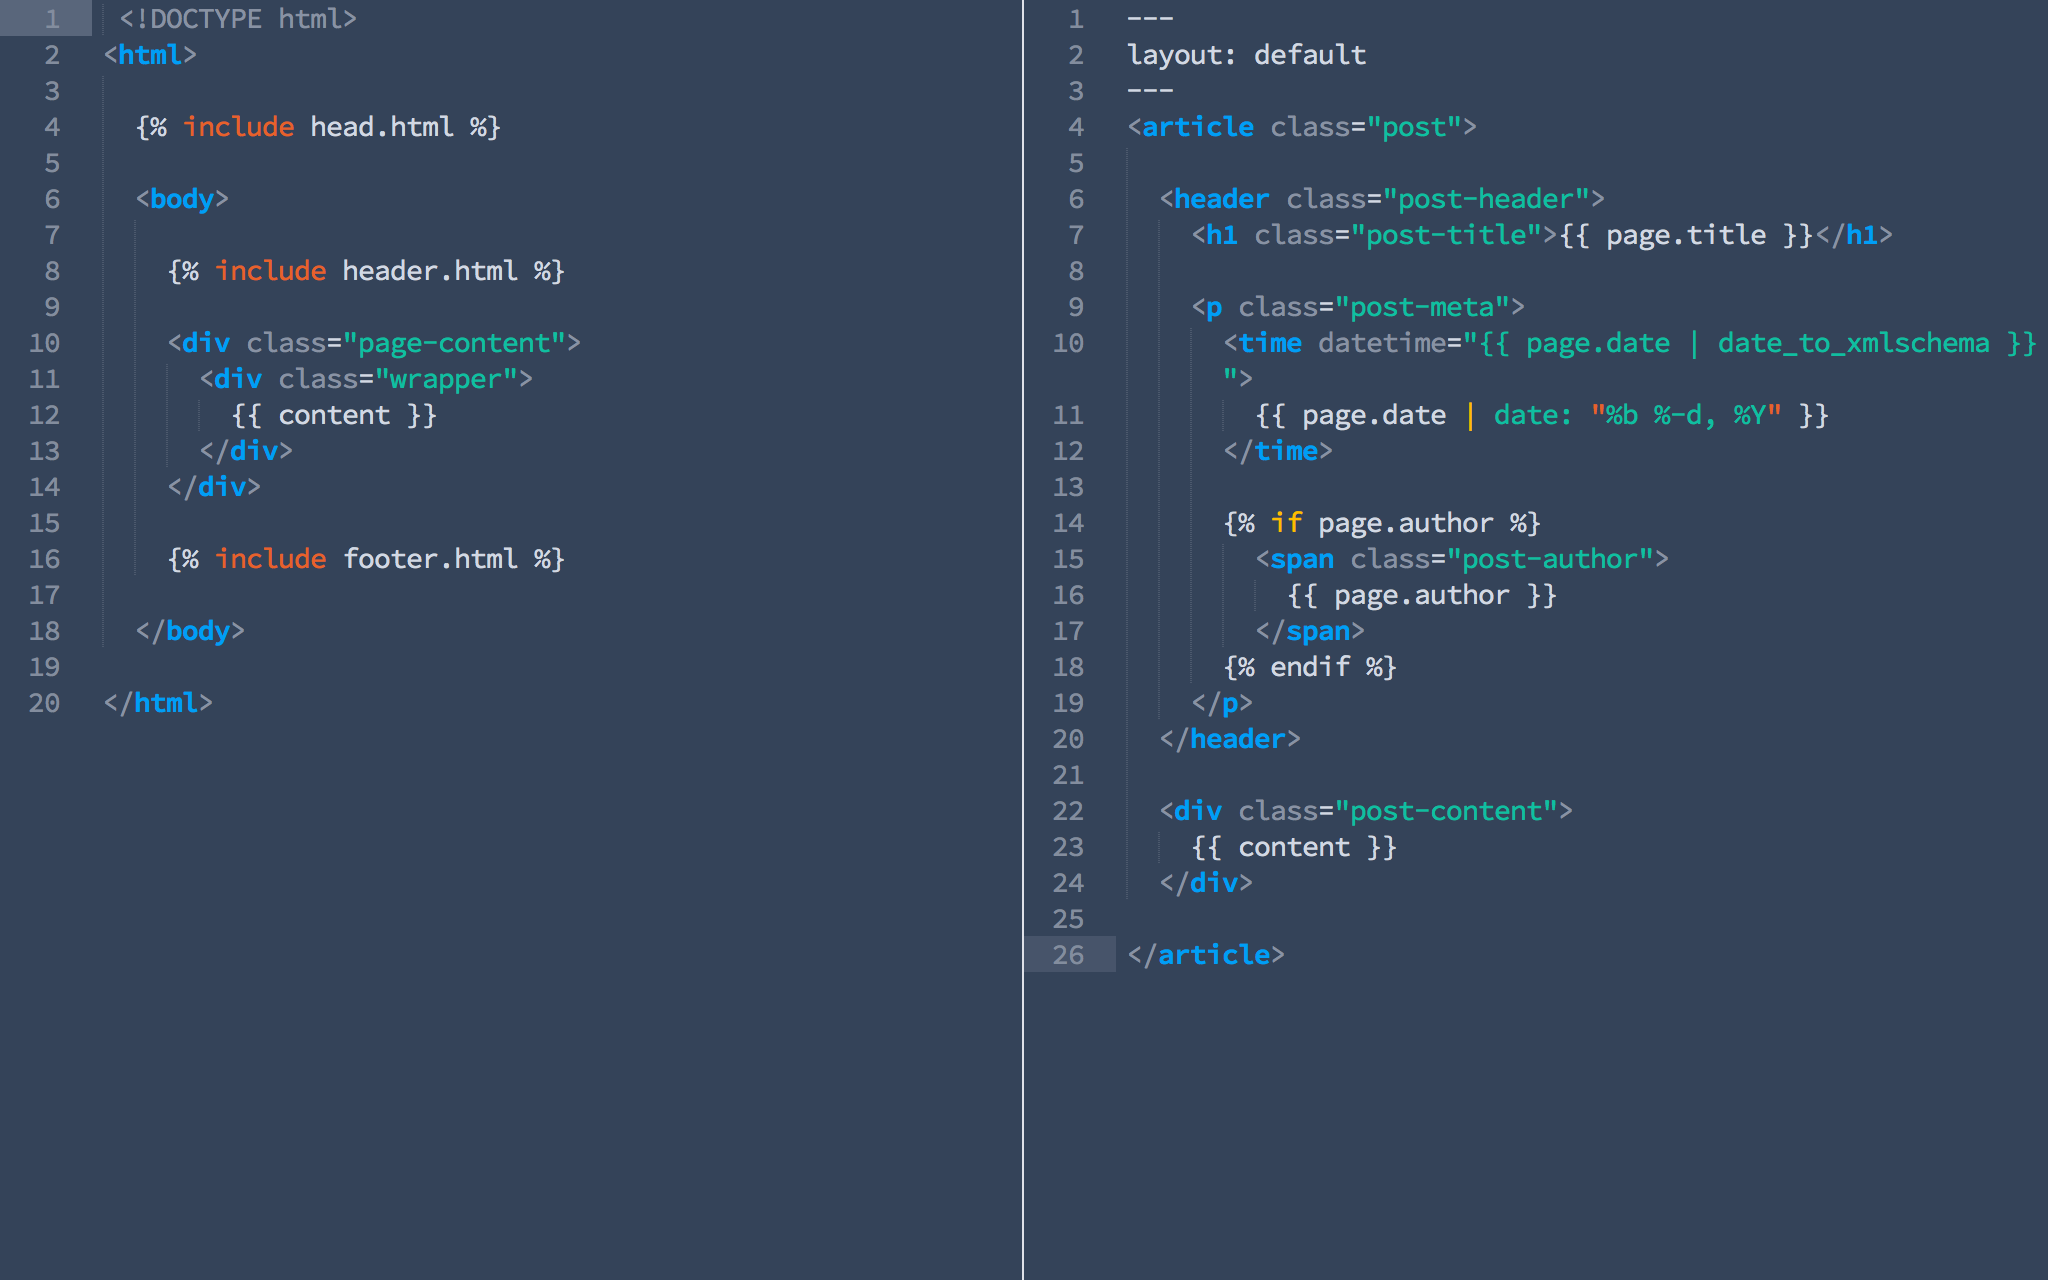 1 <!DOCTYPE html>
2 <html>
3
4 {% include head.html %}
5
6 <body>
7
8 {% include header.html %}
9
10 <div class="page-content">
11 <div class="wrapper">
12 {{ content }}
13 </div>
14 </div>
15
16 {% include footer.html %}
17
18 </body>
19
20 </html>
1 ---
2 layout: default
3 ---
4 <article class="post">
5
6 <header class="post-header">
7 <h1 class="post-title">{{ page.title }}</h1>
8
9 <p class="post-meta">
10 <time datetime="{{ page.date | date_to_xmlschema }}
">
11 {{ page.date | date: "%b %-d, %Y" }}
12 </time>
13
14 {% if page.author %}
15 <span class="post-author">
16 {{ page.author }}
17 </span>
18 {% endif %}
19 </p>
20 </header>
21
22 <div class="post-content">
23 {{ content }}
24 </div>
25
26 </article>